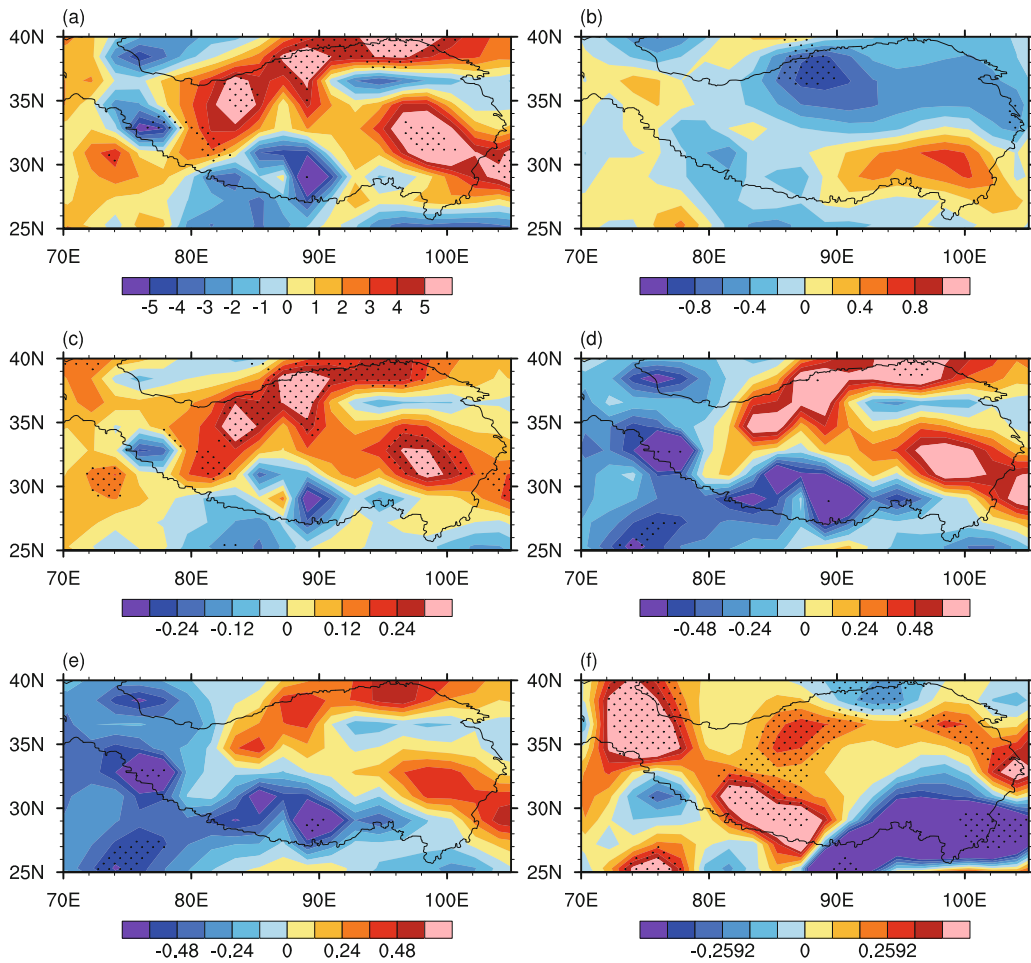 (a) (b)
40N 40N
35N 35N
30N 30N
25N 25N
70E 80E 90E 100E 70E 80E 90E 100E
-5 -4 -3 -2 -1 0 1 2 3 4 5 -0.8 -0.4 0 0.4 0.8
(c) (d)
40N 40N
35N 35N
30N 30N
25N 25N
70E 80E 90E 100E 70E 80E 90E 100E
-0.24 -0.12 0 0.12 0.24 -0.48 -0.24 0 0.24 0.48
(e) (f)
40N 40N
35N 35N
30N 30N
25N 25N
70E 80E 90E 100E 70E 80E 90E 100E
-0.48 -0.24 0 0.24 0.48 -0.2592 0 0.2592